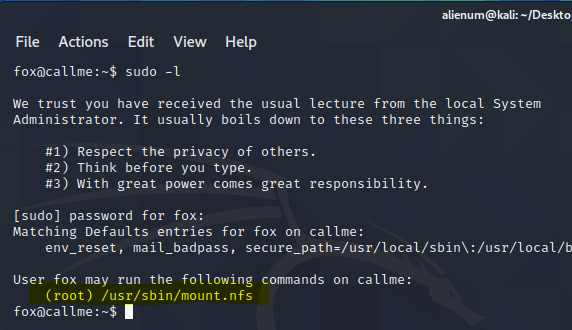 alienum@kali: ~/Deskto
File Actions Edit View Help
fox@callme:~$ sudo -l
We trust you have received the usual lecture from the local System
Administrator. It usually boils down to these three things:
#1) Respect the privacy of others.
#2) Think before you type.
#3) With great power comes great responsibility.
[sudo] password for fox:
Matching Defaults entries for fox on callme:
env_reset, mail_badpass, secure_path=/usr/local/sbin\:/usr/local/b
User fox may run the following commands on callme:
(root) /usr/sbin/mount.nfs
fox@callme:~$